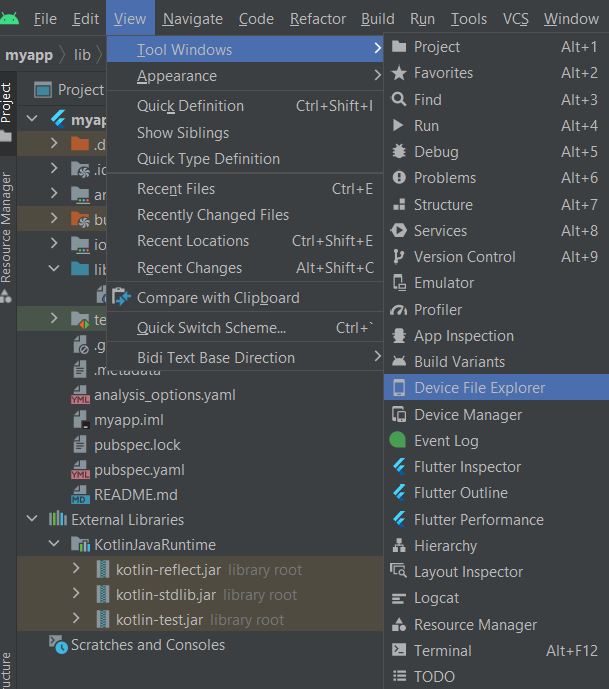 File Edit View Navigate Code Refactor Build Run Tools VCS Window
myapp lib
Project
Project
Resource Manager
myap
.d
.id
an
bu
io
lib
te
.g
.metadata
analysis_options.yaml
myapp.iml
pubspec.lock
pubspec.yaml
README.md
External Libraries
KotlinJavaRuntime
kotlin-reflect.jar library root
kotlin-stdlib.jar library root
kotlin-test.jar library root
Scratches and Consoles
ucture
Tool Windows
Appearance
Quick Definition Ctrl+Shift+I
Show Siblings
Quick Type Definition
Recent Files Ctrl+E
Recently Changed Files
Recent Locations Ctrl+Shift+E
Recent Changes Alt+Shift+C
Compare with Clipboard
Quick Switch Scheme... Ctrl+`
Bidi Text Base Direction
Project Alt+1
Favorites Alt+2
Find Alt+3
Run Alt+4
Debug Alt+5
Problems Alt+6
Structure Alt+7
Services Alt+8
Version Control Alt+9
Emulator
Profiler
App Inspection
Build Variants
Device File Explorer
Device Manager
Event Log
Flutter Inspector
Flutter Outline
Flutter Performance
Hierarchy
Layout Inspector
Logcat
Resource Manager
Terminal Alt+F12
TODO